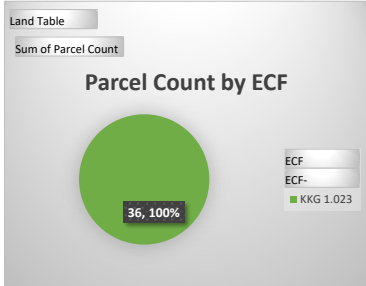 Land Table
Sum of Parcel Count
Parcel Count by ECF
36, 100%
ECF
ECF-
KKG 1.023